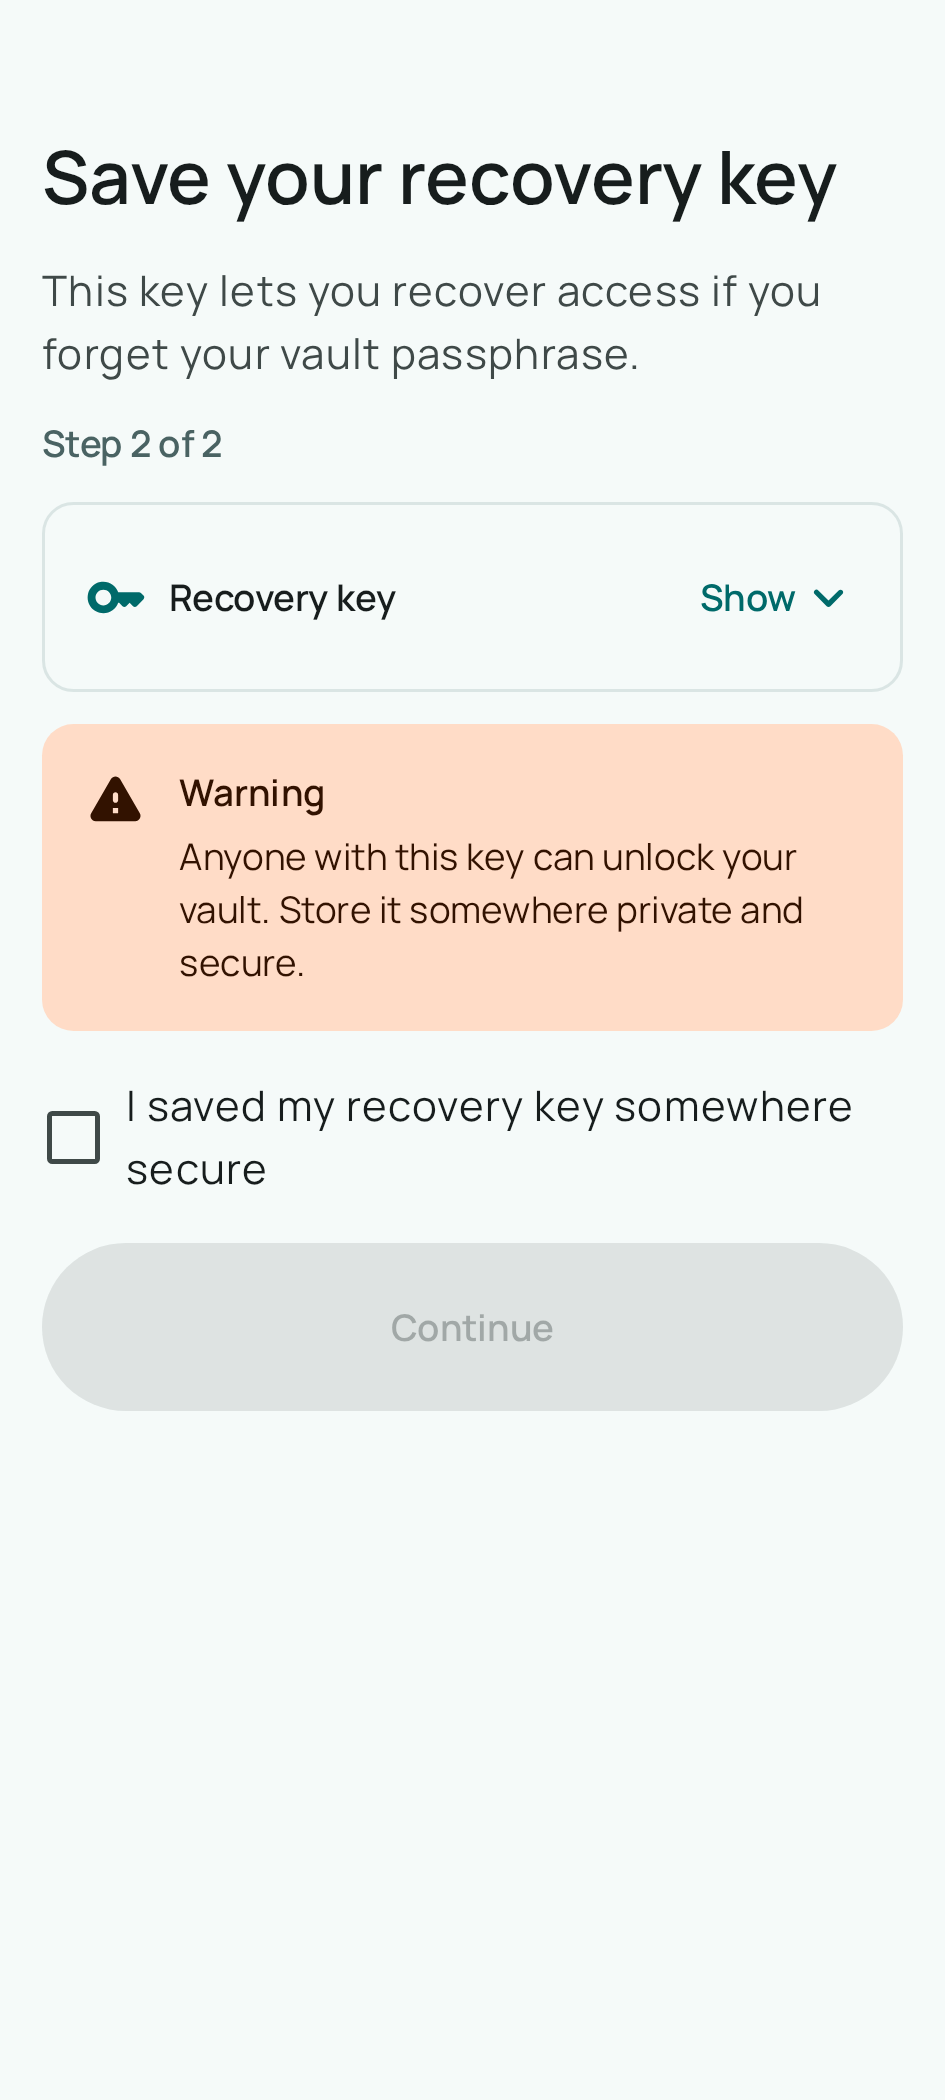 Save your recovery key
This key lets you recover access if you
forget your vault passphrase.
Step 2 of 2
Recovery key
Show
Warning
Anyone with this key can unlock your
vault. Store it somewhere private and
secure.
I saved my recovery key somewhere
secure
Continue